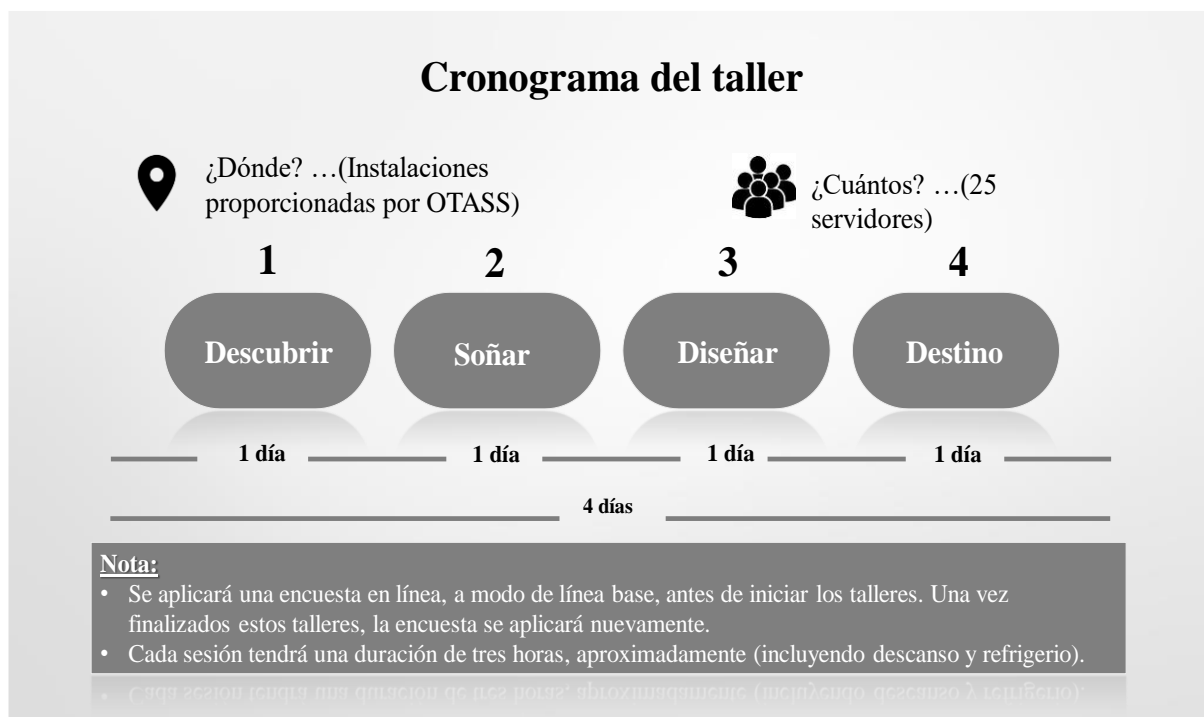 Cronograma del taller
¿Dónde? …(Instalaciones
proporcionadas por OTASS)
¿Cuántos? …(25
servidores)
1
2
3
4
Descubrir
Soñar
Diseñar
Destino
1 día
1 día
1 día
1 día
4 días
Nota:
• Se aplicará una encuesta en línea, a modo de línea base, antes de iniciar los talleres. Una vez
finalizados estos talleres, la encuesta se aplicará nuevamente.
• Cada sesión tendrá una duración de tres horas, aproximadamente (incluyendo descanso y refrigerio).